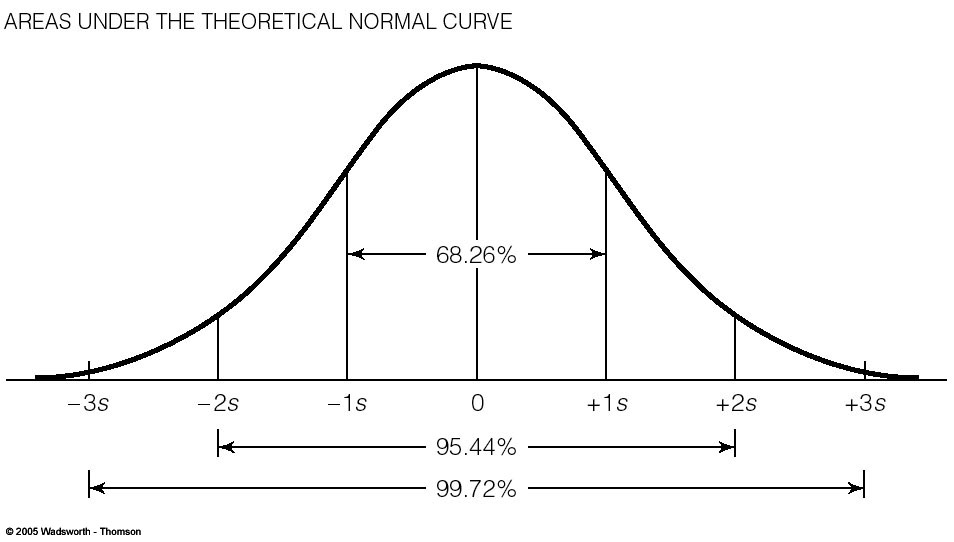 AREAS UNDER THE THEORETICAL NORMAL CURVE
68.26%
−3s −2s −1s 0 +1s +2s +3s
95.44%
99.72%
© 2005 Wadsworth - Thomson